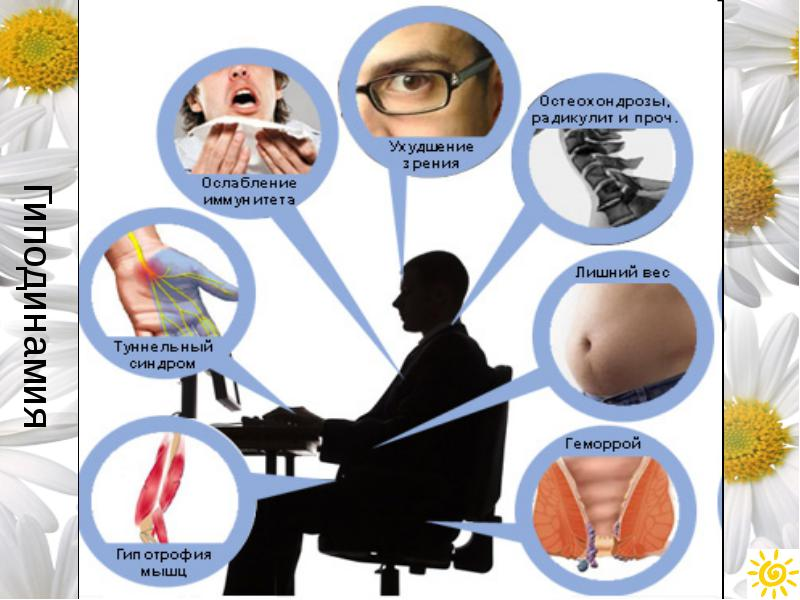 Гиподинамия
Ухудшение
зрения
Остеохондрозы,
радикулит и проч.
Ослабление
иммунитета
Лишний вес
Туннельный
синдром
Геморрой
Гипотрофия
мышц